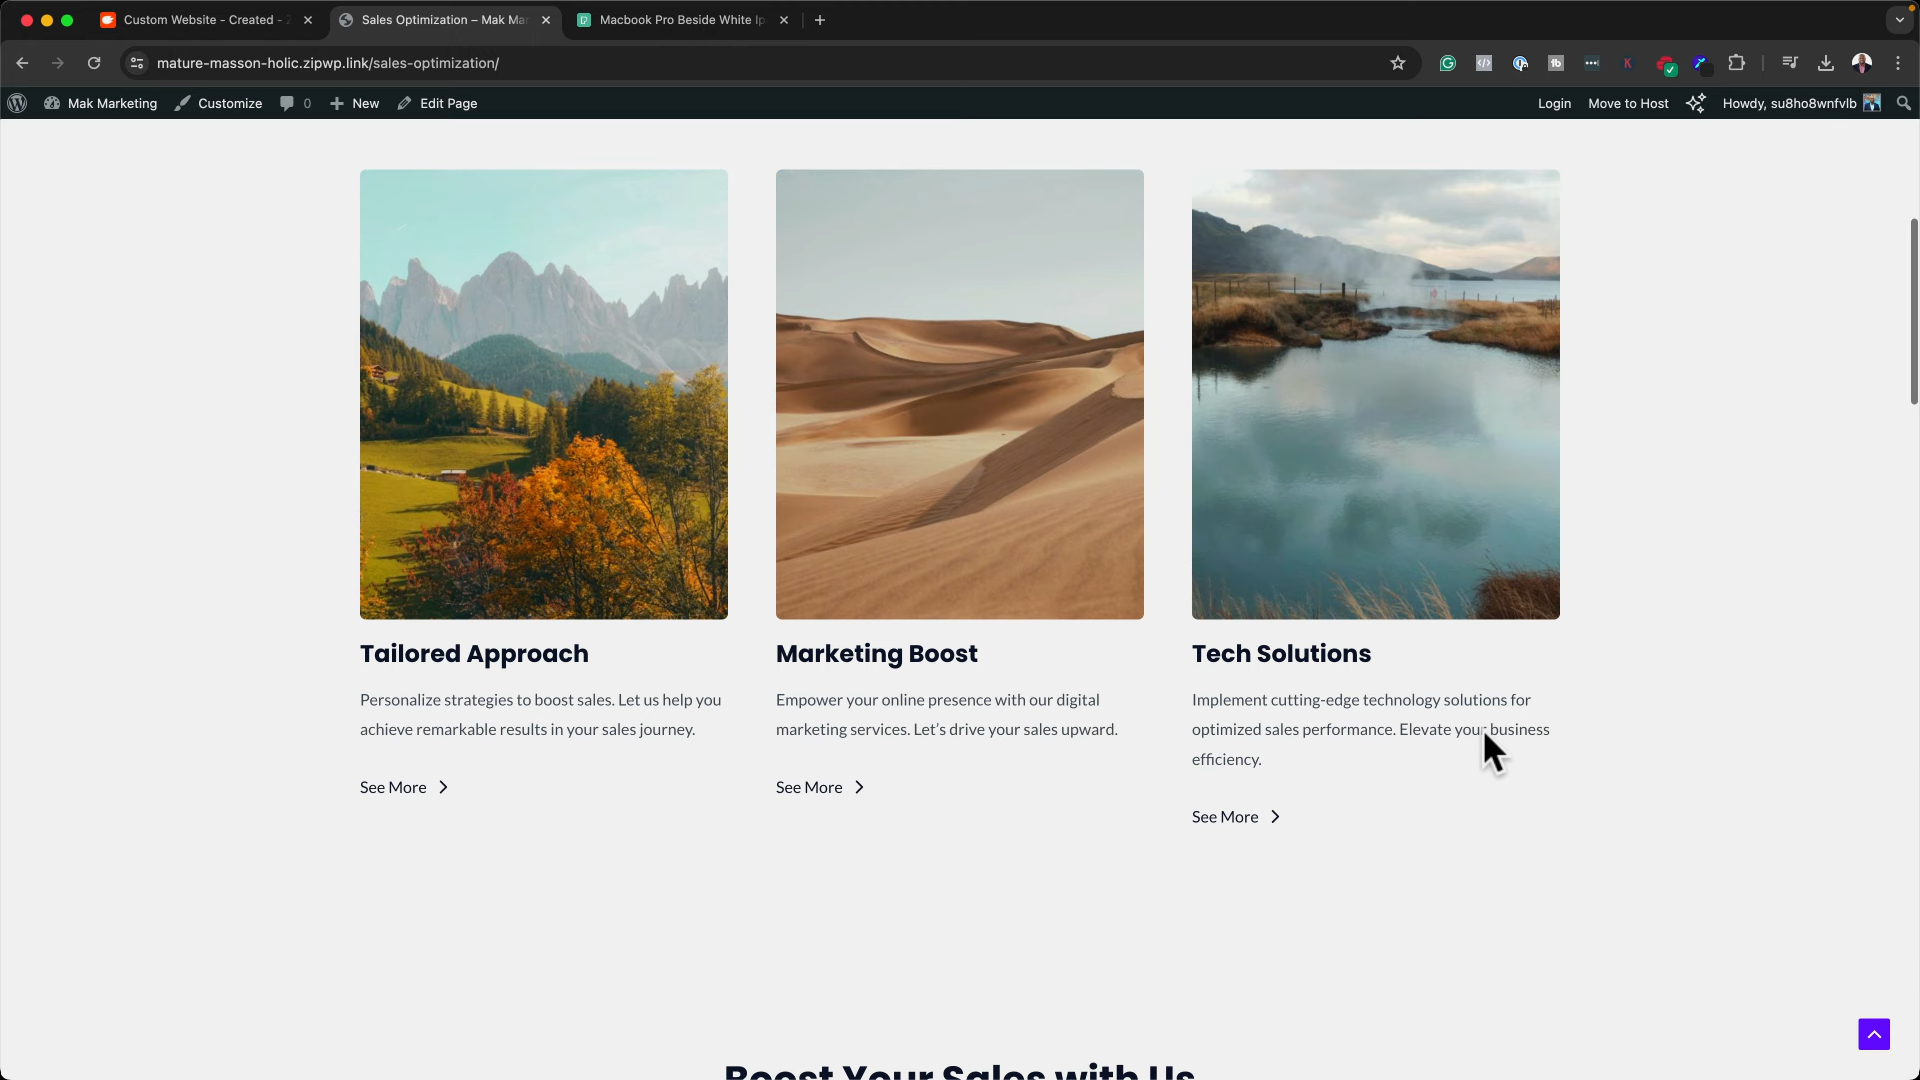 Custom Website - Created -
Sales Optimization – Mak Mar
Macbook Pro Beside White Ip
mature-masson-holic.zipwp.link/sales-optimization/
Mak Marketing
Customize
0
New
Edit Page
Login
Move to Host
Howdy, su8ho8wnfvlb
Tailored Approach
Personalize strategies to boost sales. Let us help you
achieve remarkable results in your sales journey.
See More
Marketing Boost
Empower your online presence with our digital
marketing services. Let’s drive your sales upward.
See More
Tech Solutions
Implement cutting-edge technology solutions for
optimized sales performance. Elevate your business
efficiency.
See More
Boost Your Sales with Us